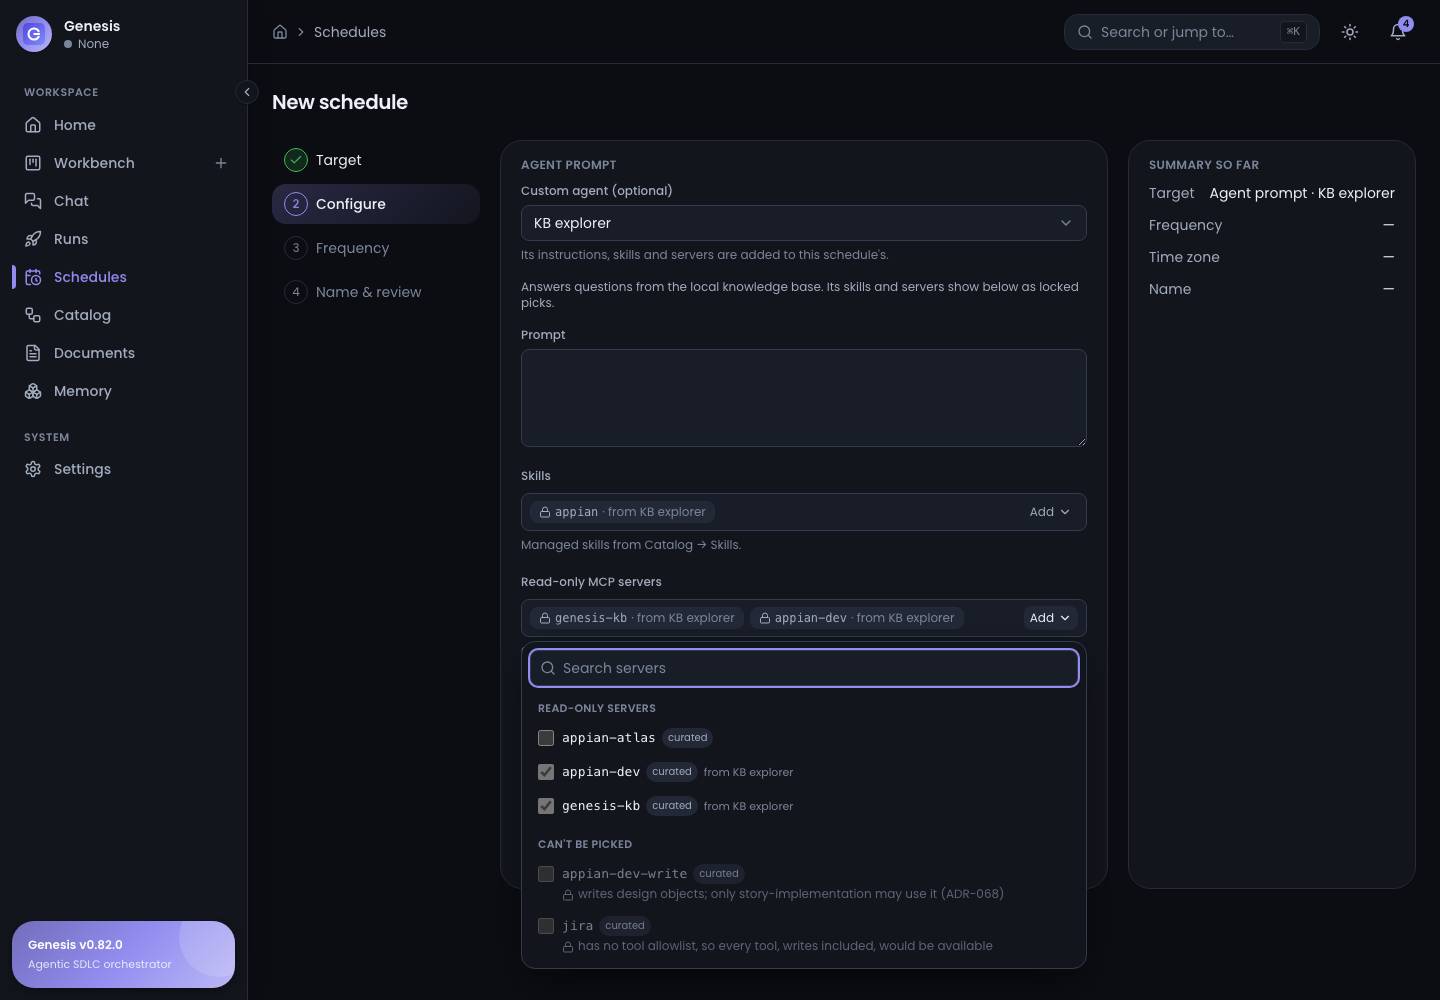 Genesis
None
WORKSPACE
Home
Workbench
Chat
Runs
Schedules
Catalog
Documents
Memory
SYSTEM
Settings
Genesis v0.82.0
Agentic SDLC orchestrator
Schedules
Search or jump to...
⌘K
4
New schedule
Target
2 Configure
3 Frequency
4 Name & review
AGENT PROMPT
Custom agent (optional)
KB explorer
Its instructions, skills and servers are added to this schedule's.
Answers questions from the local knowledge base. Its skills and servers show below as locked
picks.
Prompt
Skills
appian · from KB explorer
Add
Managed skills from Catalog → Skills.
Read-only MCP servers
genesis-kb · from KB explorer
appian-dev · from KB explorer
Add
Search servers
READ-ONLY SERVERS
appian-atlas curated
appian-dev curated from KB explorer
genesis-kb curated from KB explorer
CAN'T BE PICKED
appian-dev-write curated
writes design objects; only story-implementation may use it (ADR-068)
jira curated
has no tool allowlist, so every tool, writes included, would be available
SUMMARY SO FAR
Target Agent prompt · KB explorer
Frequency —
Time zone —
Name —